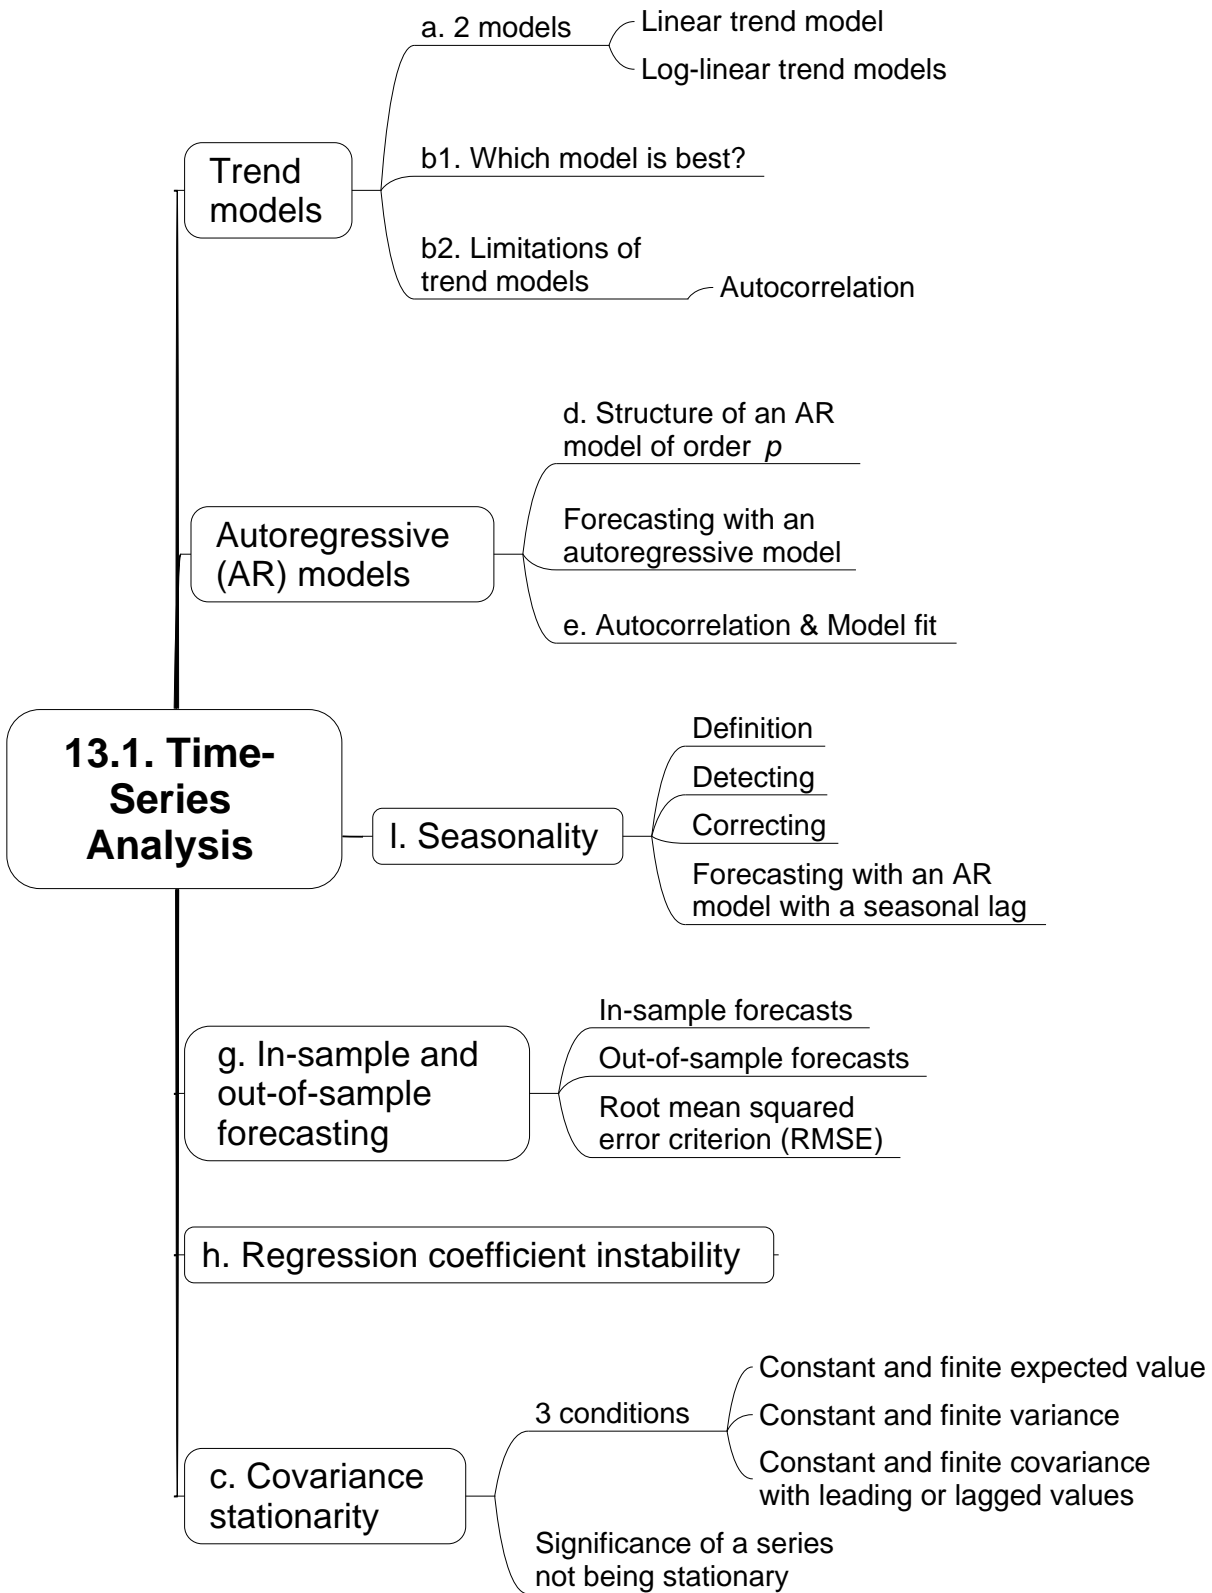 a. 2 models
Linear trend model
Log-linear trend models
Trend
models
b1. Which model is best?
b2. Limitations of
trend models
Autocorrelation
Autoregressive
(AR) models
d. Structure of an AR
model of order p
Forecasting with an
autoregressive model
e. Autocorrelation & Model fit
13.1. Time-
Series
Analysis
l. Seasonality
Definition
Detecting
Correcting
Forecasting with an AR
model with a seasonal lag
g. In-sample and
out-of-sample
forecasting
In-sample forecasts
Out-of-sample forecasts
Root mean squared
error criterion (RMSE)
h. Regression coefficient instability
c. Covariance
stationarity
3 conditions
Constant and finite expected value
Constant and finite variance
Constant and finite covariance
with leading or lagged values
Significance of a series
not being stationary